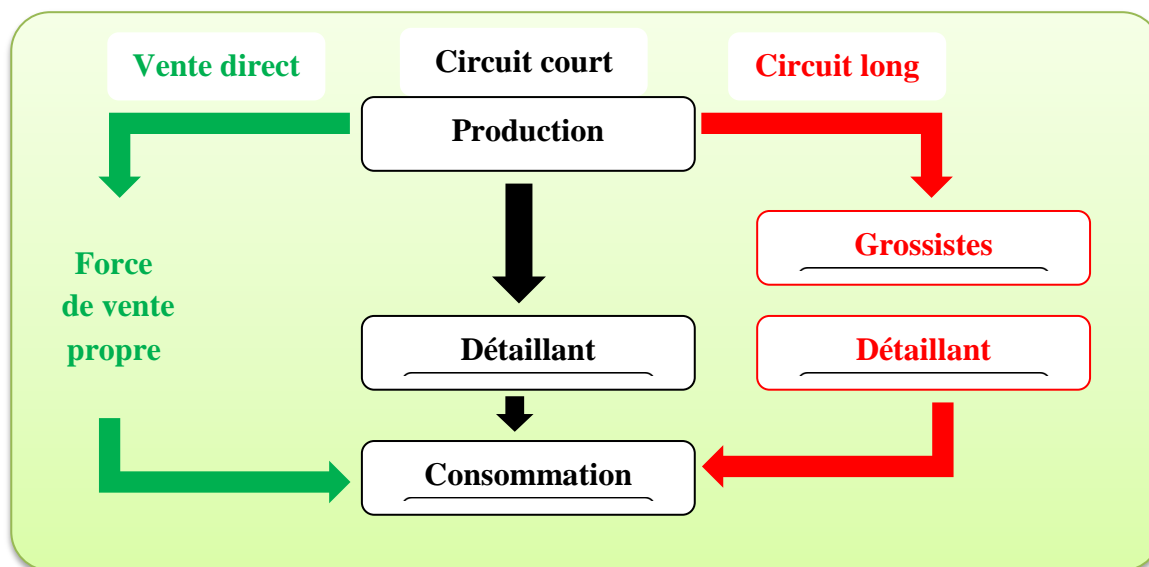 Vente direct
Circuit court
Circuit long
Production
Grossistes
Force
de vente
propre
Détaillant
Détaillant
Consommation